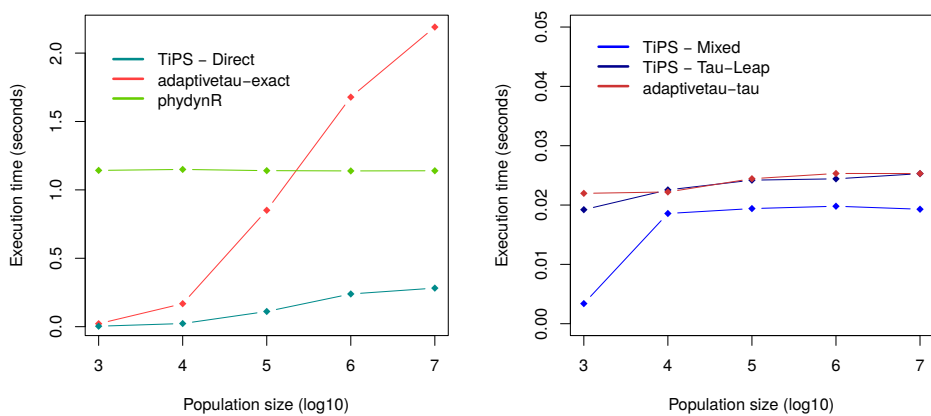 TiPS − Direct
adaptivetau−exact
phydynR
Execution time (seconds)
0.0
0.5
1.0
1.5
2.0
3
4
5
6
7
Population size (log10)
TiPS − Mixed
TiPS − Tau−Leap
adaptivetau−tau
Execution time (seconds)
0.00
0.01
0.02
0.03
0.04
0.05
3
4
5
6
7
Population size (log10)